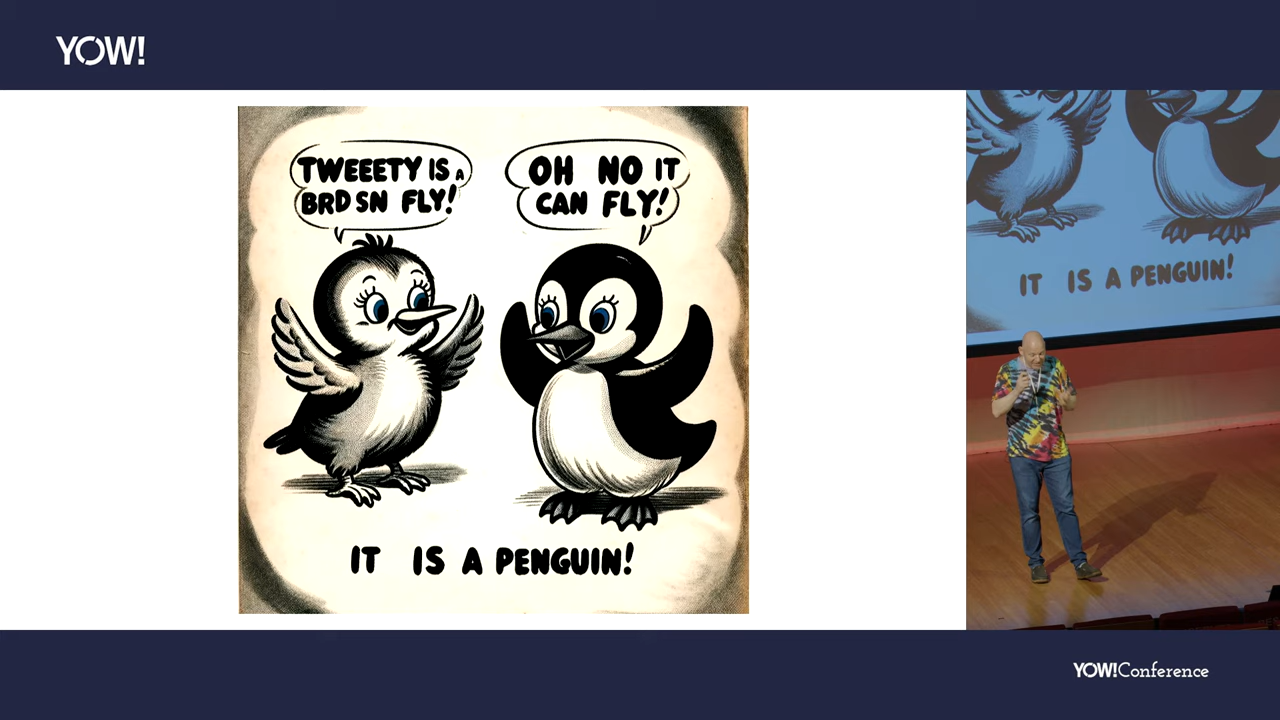 YOW!
TWEEETY IS A
BRD SN FLY!
OH NO IT
CAN FLY!
IT IS A PENGUIN!
IT IS A PENGUIN!
YOW!Conference